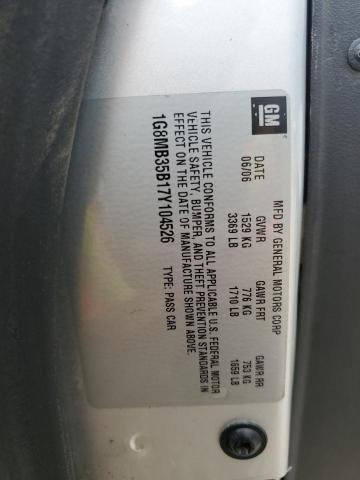 GM
MFD BY GENERAL MOTORS CORP
DATE GVWR GAWR FRT GAWR RR
06/06 1529 KG 776 KG 753 KG
3369 LB 1710 LB 1659 LB
THIS VEHICLE CONFORMS TO ALL APPLICABLE U.S. FEDERAL MOTOR
VEHICLE SAFETY, BUMPER, AND THEFT PREVENTION STANDARDS IN
EFFECT ON THE DATE OF MANUFACTURE SHOWN ABOVE.
1G8MB35B17Y104526 TYPE: PASS CAR